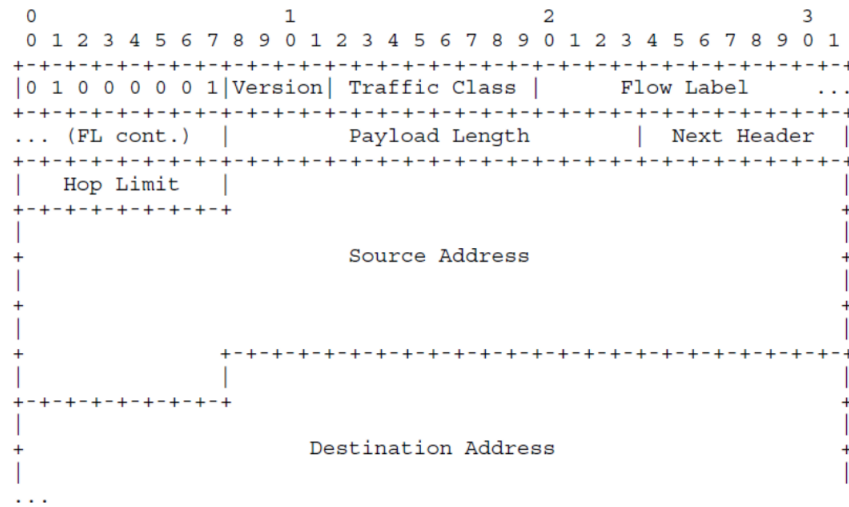 0                   1                   2                   3
 0 1 2 3 4 5 6 7 8 9 0 1 2 3 4 5 6 7 8 9 0 1 2 3 4 5 6 7 8 9 0 1
+-+-+-+-+-+-+-+-+-+-+-+-+-+-+-+-+-+-+-+-+-+-+-+-+-+-+-+-+-+-+-+-+
|0 1 0 0 0 0 0 1|Version| Traffic Class |      Flow Label     ...
+-+-+-+-+-+-+-+-+-+-+-+-+-+-+-+-+-+-+-+-+-+-+-+-+-+-+-+-+-+-+-+-+
... (FL cont.)  |         Payload Length        |  Next Header  |
+-+-+-+-+-+-+-+-+-+-+-+-+-+-+-+-+-+-+-+-+-+-+-+-+-+-+-+-+-+-+-+-+
|   Hop Limit   |                                               |
+-+-+-+-+-+-+-+-+                                               +
|                                                               |
+                         Source Address                        +
|                                                               |
+                                                               +
|                                                               |
+               +-+-+-+-+-+-+-+-+-+-+-+-+-+-+-+-+-+-+-+-+-+-+-+-+
|               |                                               |
+-+-+-+-+-+-+-+-+                                               +
|                                                               |
+                      Destination Address                      +
|                                                               |
...